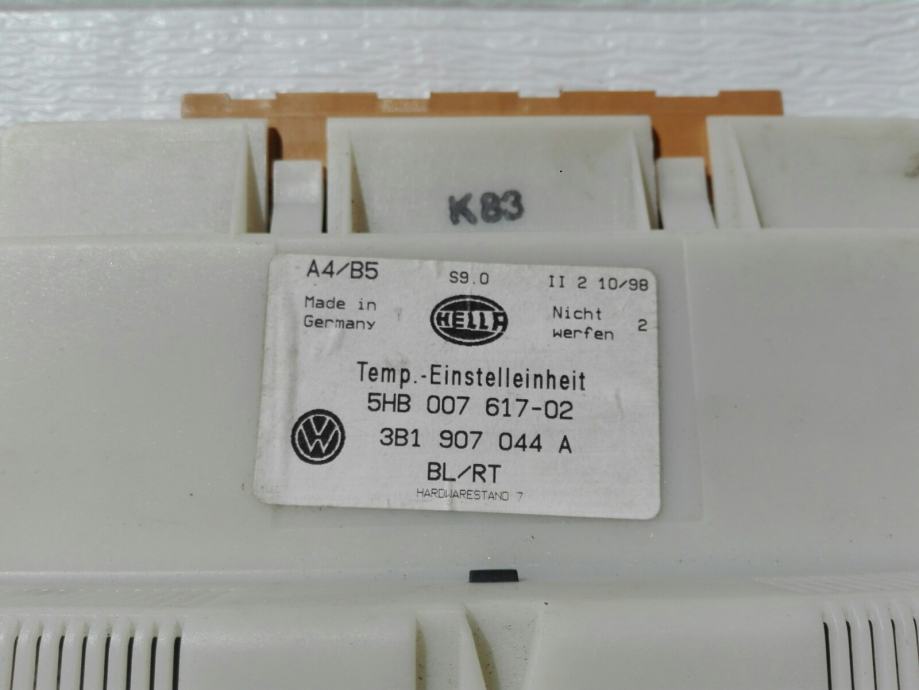 K83
A4/B5 S9.0 II 2 10/98
Made in Germany HELLA Nicht werfen 2
Temp.-Einstelleinheit
5HB 007 617-02
VW 3B1 907 044 A
BL/RT
HARDWARESTAND 7